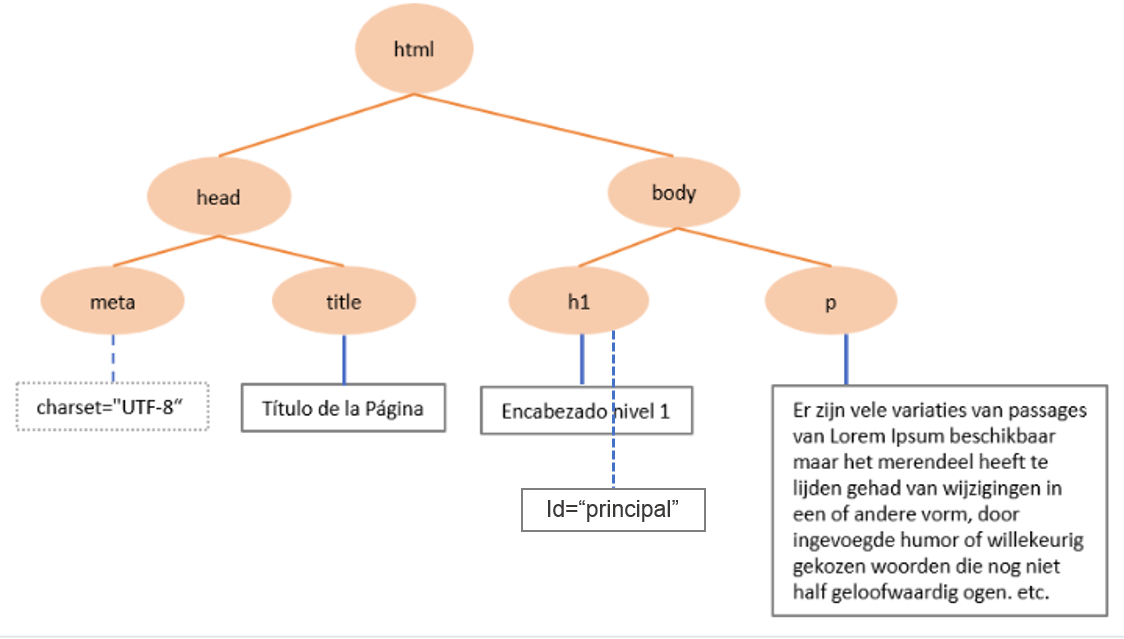 html
head
body
meta
title
h1
p
charset="UTF-8“
Título de la Página
Encabezado nivel 1
Er zijn vele variaties van passages
van Lorem Ipsum beschikbaar
maar het merendeel heeft te
lijden gehad van wijzigingen in
een of andere vorm, door
ingevoegde humor of willekeurig
gekozen woorden die nog niet
half geloofwaardig ogen. etc.
Id=“principal”